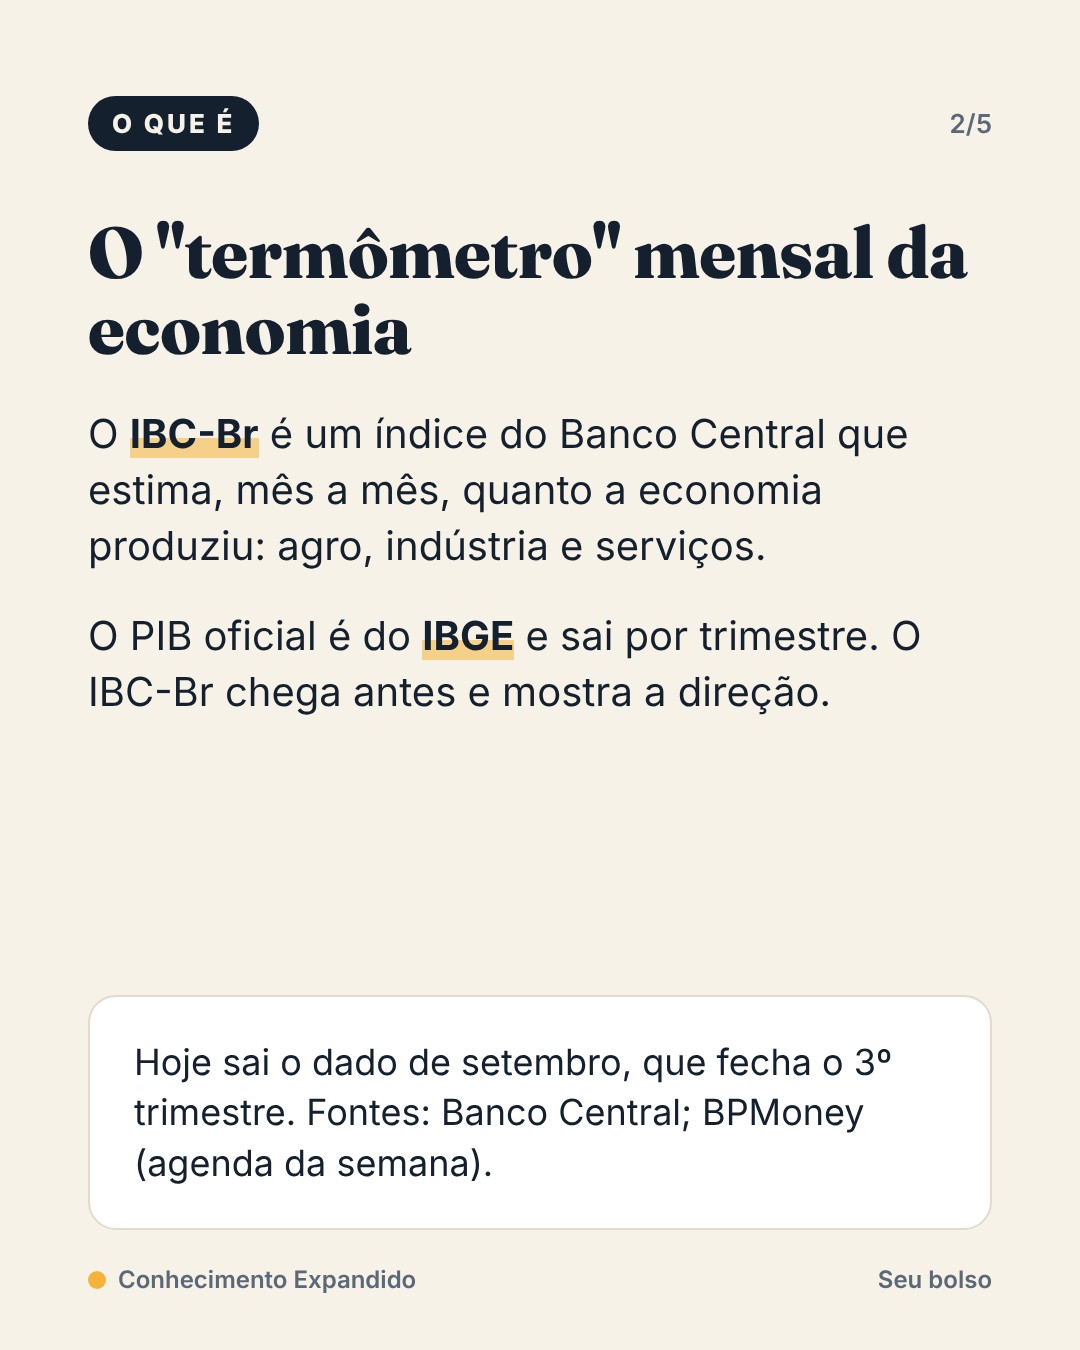 O QUE É
2/5
O "termômetro" mensal da
economia
O IBC-Br é um índice do Banco Central que
estima, mês a mês, quanto a economia
produziu: agro, indústria e serviços.
O PIB oficial é do IBGE e sai por trimestre. O
IBC-Br chega antes e mostra a direção.
Hoje sai o dado de setembro, que fecha o 3º
trimestre. Fontes: Banco Central; BPMoney
(agenda da semana).
Conhecimento Expandido
Seu bolso